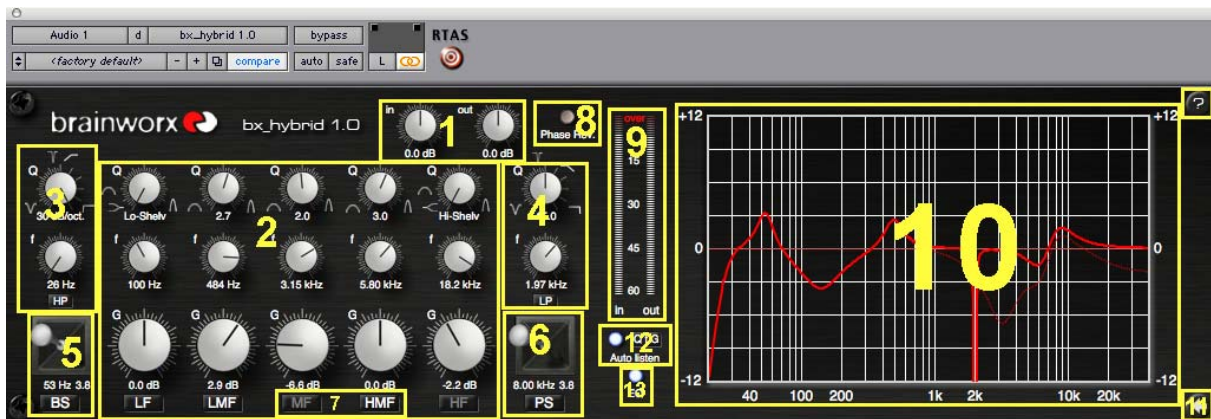 Audio 1 d bx_hybrid 1.0 bypass RTAS
<factory default> - + compare auto safe L
brainworx bx_hybrid 1.0
in out
1
0.0 dB 0.0 dB
8
Phase Rev.
9
over
15
30
45
60
in out
3
Q
30 dB/oct.
f
26 Hz
HP
2
Q Q Q Q Q
Lo-Shelv 2.7 2.0 3.0 Hi-Shelv
f f f f f
100 Hz 484 Hz 3.15 kHz 5.80 kHz 18.2 kHz
G G G G G
0.0 dB 2.9 dB -6.6 dB 0.0 dB -2.2 dB
LF LMF MF 7 HMF HF
4
Q
f
1.97 kHz
LP
5
53 Hz 3.8
BS
6
8.00 kHz 3.8
PS
12
Auto listen
13
10
+12 +12
0 0
-12 -12
40 100 200 1k 2k 10k 20k
?
11